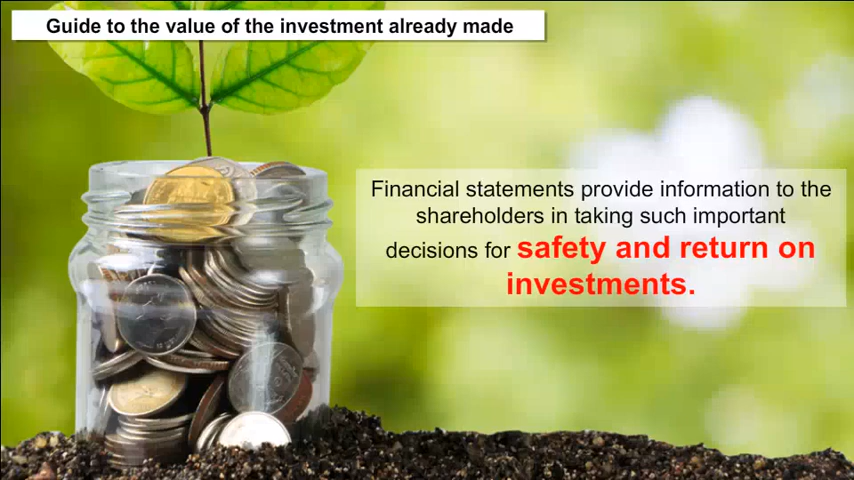 Guide to the value of the investment already made
Financial statements provide information to the
shareholders in taking such important
decisions for safety and return on
investments.